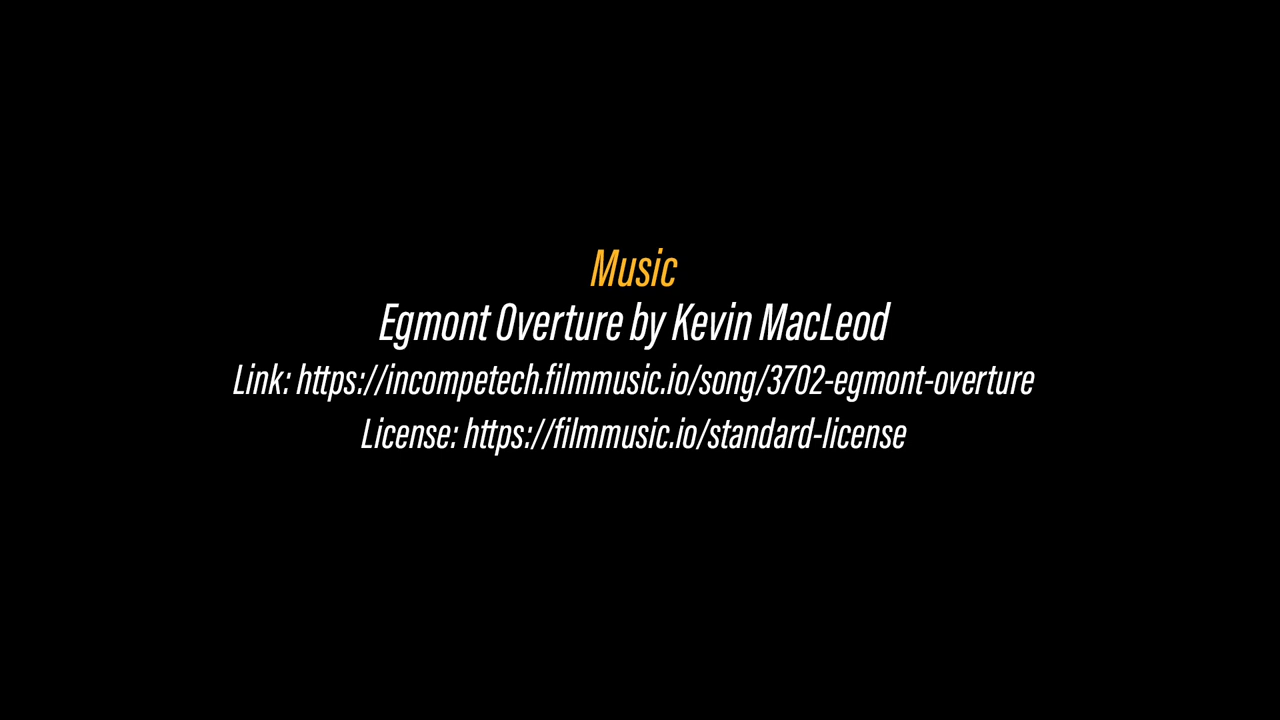 Music
Egmont Overture by Kevin MacLeod
Link: https://incompetech.filmmusic.io/song/3702-egmont-overture
License: https://filmmusic.io/standard-license